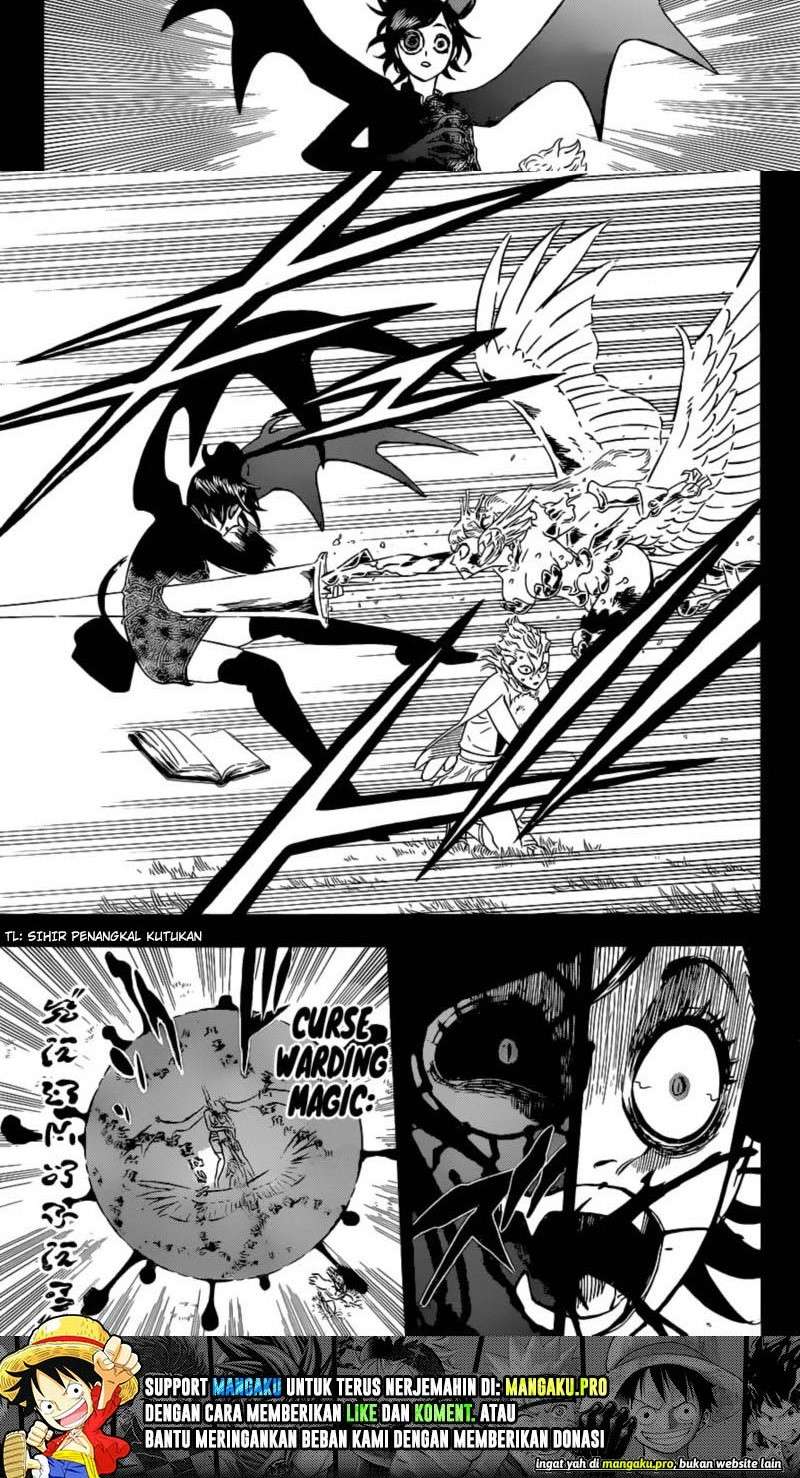 TL: SIHIR PENANGKAL KUTUKAN
CURSE
WARDING
MAGIC:
SUPPORT MANGAKU UNTUK TERUS NERJEMAHIN DI: MANGAKU.PRO
DENGAN CARA MEMBERIKAN LIKE DAN KOMENT. ATAU
BANTU MERINGANKAN BEBAN KAMI DENGAN MEMBERIKAN DONASI
ingat yah di mangaku.pro, bukan website lain